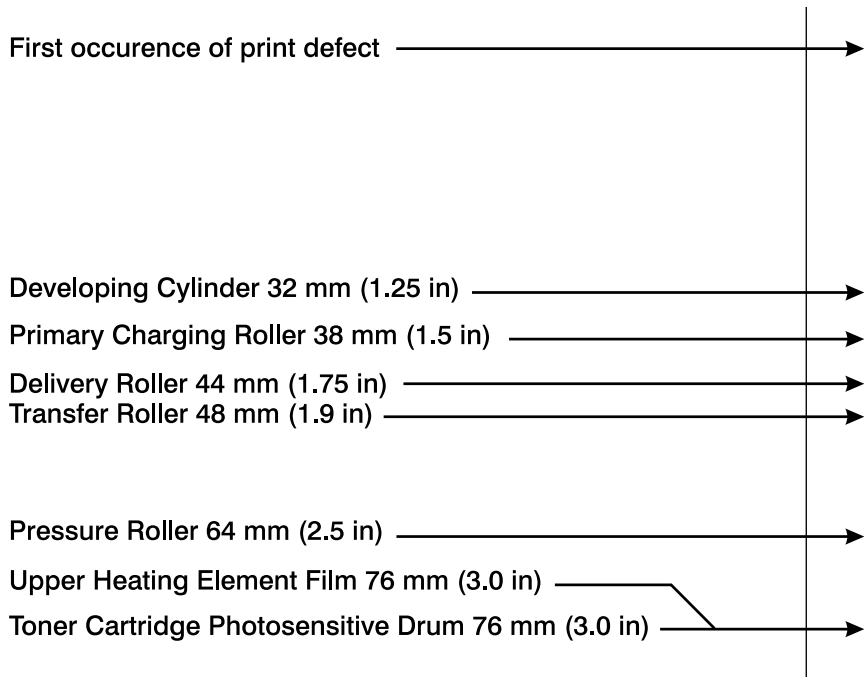 First occurence of print defect
Developing Cylinder 32 mm (1.25 in)
Primary Charging Roller 38 mm (1.5 in)
Delivery Roller 44 mm (1.75 in)
Transfer Roller 48 mm (1.9 in)
Pressure Roller 64 mm (2.5 in)
Upper Heating Element Film 76 mm (3.0 in)
Toner Cartridge Photosensitive Drum 76 mm (3.0 in)